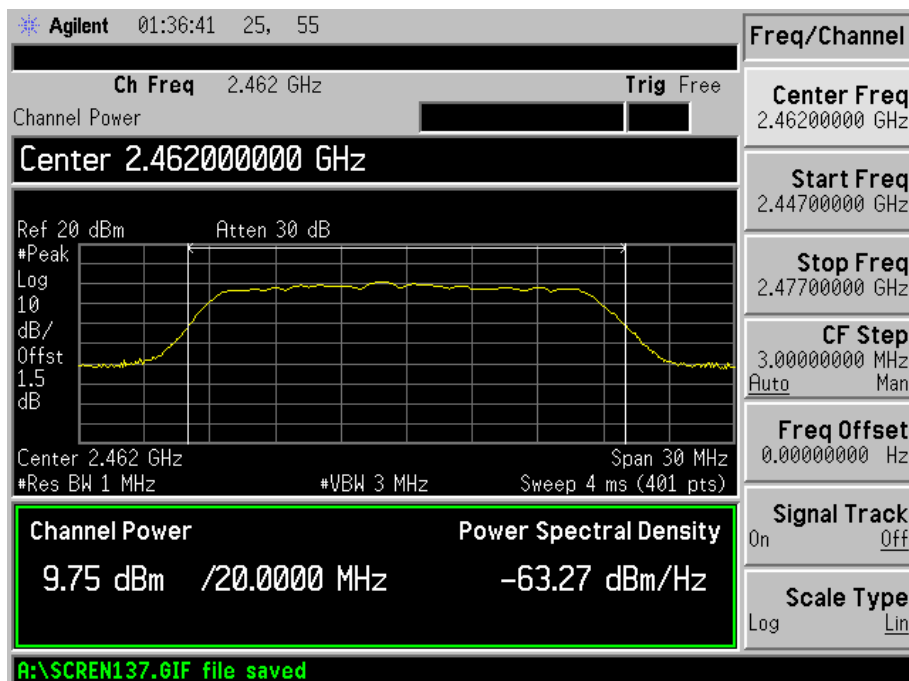 Agilent 01:36:41 25, 55
Freq/Channel
Ch Freq 2.462 GHz Trig Free
Channel Power
Center 2.462000000 GHz
Ref 20 dBm Atten 30 dB
#Peak
Log
10
dB/
Offst
1.5
dB
Center 2.462 GHz Span 30 MHz
#Res BW 1 MHz #VBW 3 MHz Sweep 4 ms (401 pts)
Channel Power Power Spectral Density
9.75 dBm /20.0000 MHz -63.27 dBm/Hz
A:\SCREN137.GIF file saved
Center Freq
2.46200000 GHz
Start Freq
2.44700000 GHz
Stop Freq
2.47700000 GHz
CF Step
3.00000000 MHz
Auto Man
Freq Offset
0.00000000 Hz
Signal Track
On Off
Scale Type
Log Lin